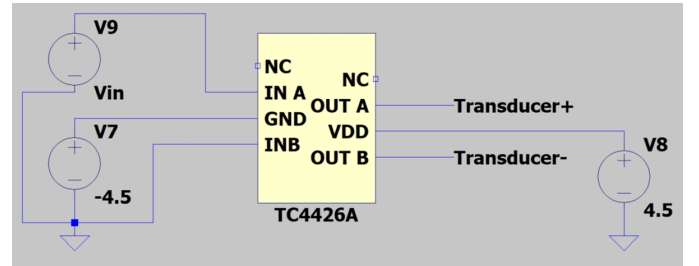 V9
Vin
V7
-4.5
NC
IN A
GND
INB
NC
OUT A
VDD
OUT B
TC4426A
Transducer+
Transducer-
V8
4.5